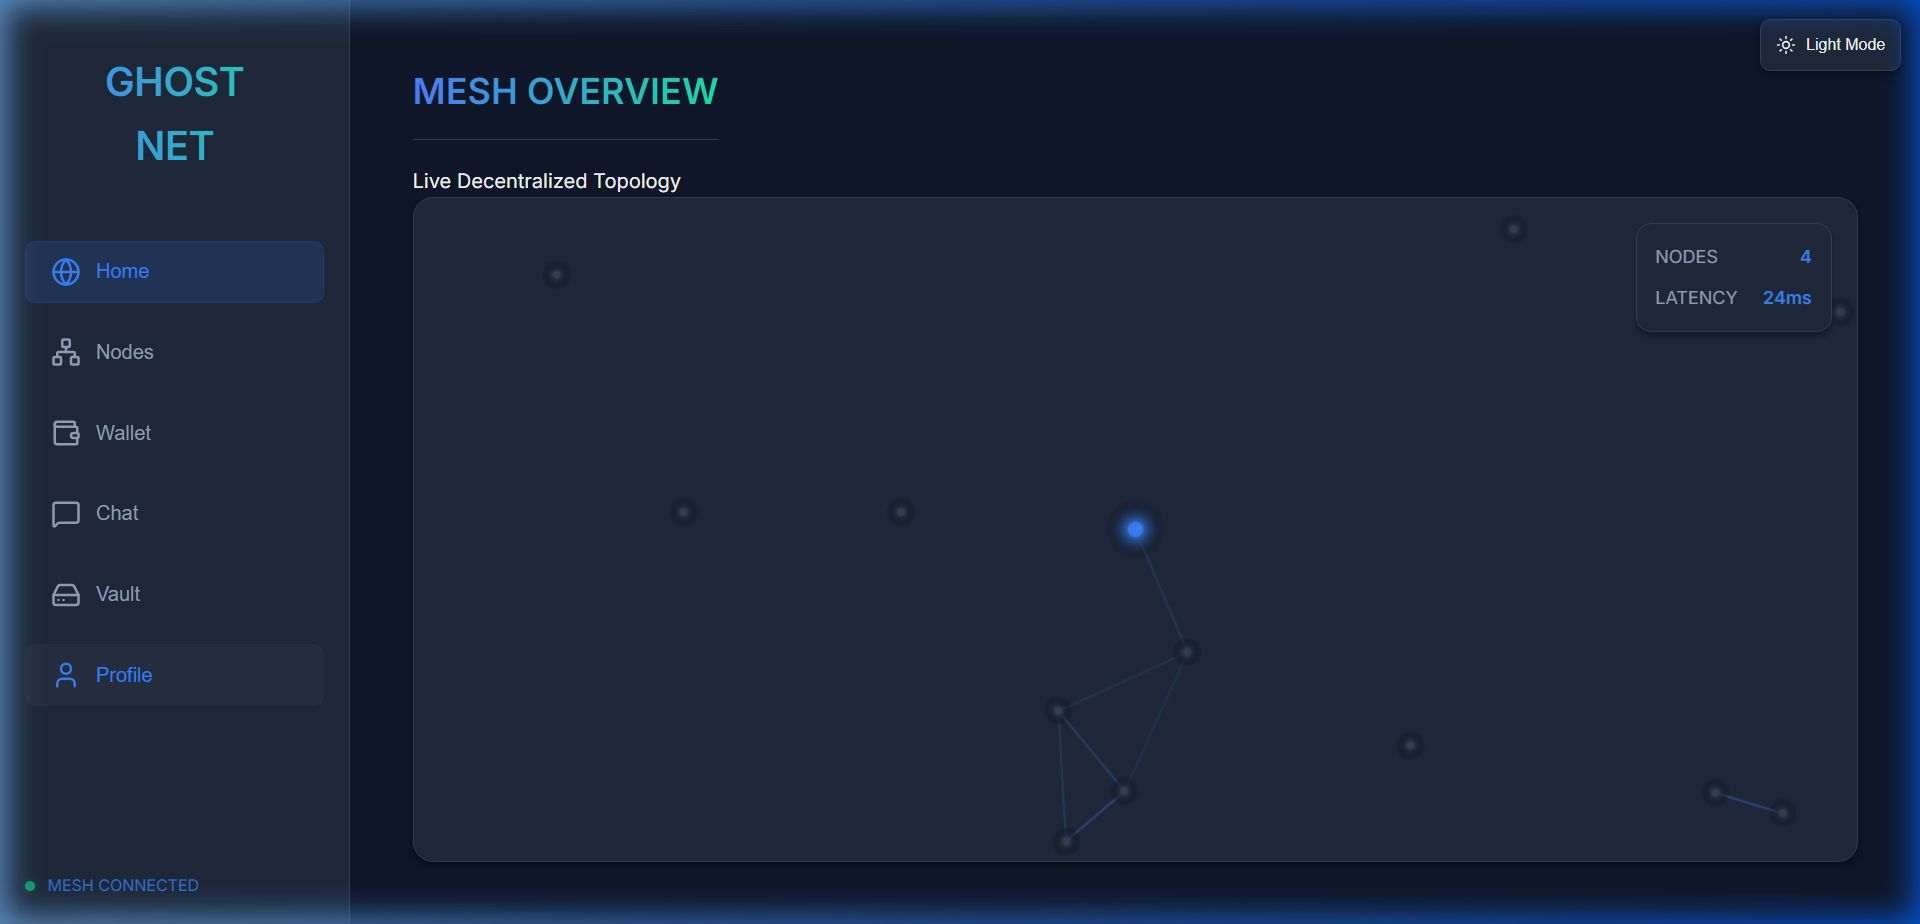 GHOST
NET
Home
Nodes
Wallet
Chat
Vault
Profile
MESH CONNECTED
Light Mode
MESH OVERVIEW
Live Decentralized Topology
NODES 4
LATENCY 24ms